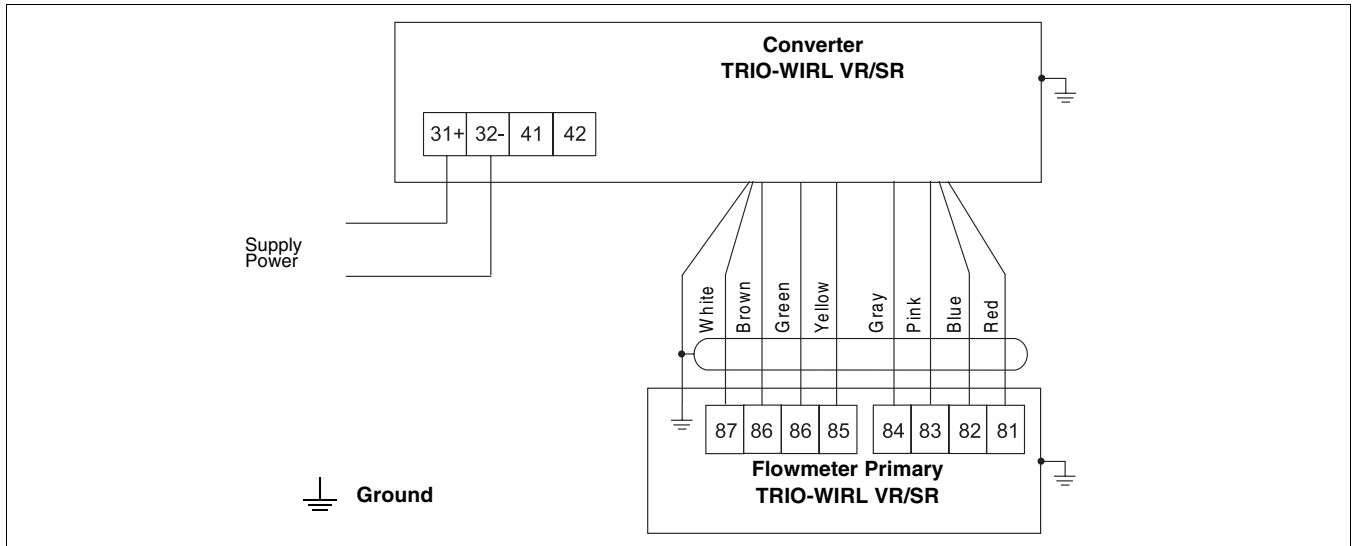 Converter
TRIO-WIRL VR/SR
31+ 32- 41 42
Supply
Power
White Brown Green Yellow Gray Pink Blue Red
87 86 86 85 84 83 82 81
Flowmeter Primary
TRIO-WIRL VR/SR
Ground